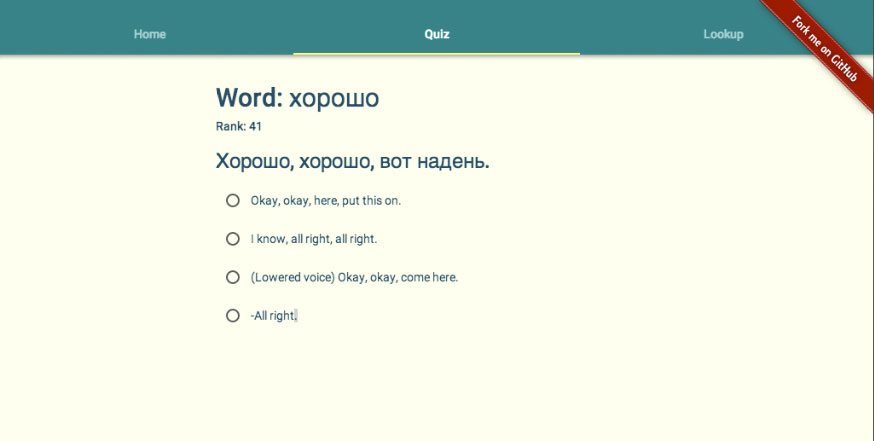 Home
Quiz
Lookup
Fork me on GitHub
Word: хорошо
Rank: 41
Хорошо, хорошо, вот надень.
Okay, okay, here, put this on.
I know, all right, all right.
(Lowered voice) Okay, okay, come here.
-All right.